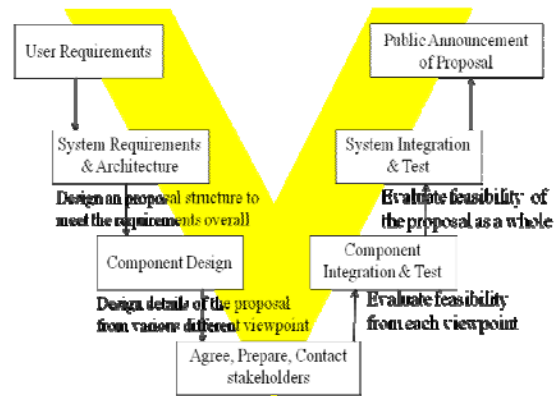 User Requirements
Public Announcement
of Proposal
System Requirements
& Architecture
System Integration
& Test
Design an proposal structure to
meet the requirements overall
Evaluate feasibility of
the proposal as a whole
Component Design
Component
Integration & Test
Design details of the proposal
from various different viewpoint
Evaluate feasibility
from each viewpoint
Agree, Prepare, Contact
stakeholders